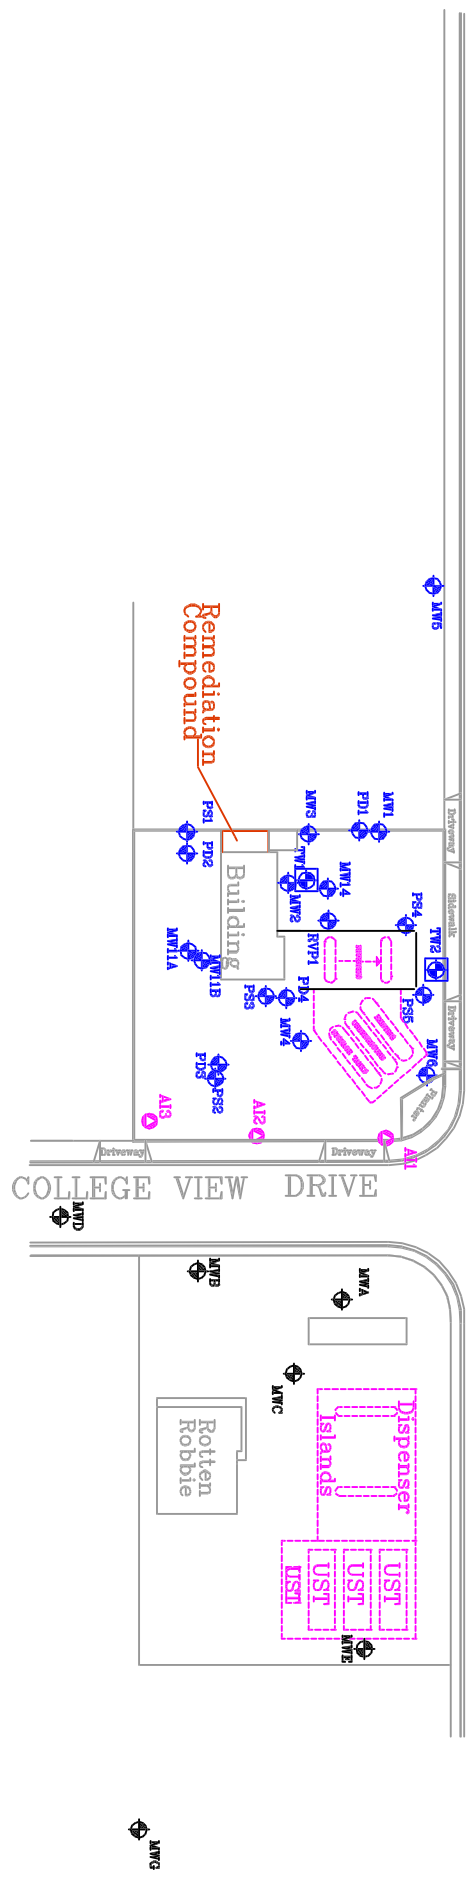 MW5
Remediation
Compound
MW1
PD1
MW3
PS1
PD2
Driveway
Sidewalk
TW
MW14
MW2
PS4
TW2
Building
RVP1
MW11A
MW11B
PS3
PD4
PS5
Driveway
MW4
MW6
PD3
PS2
Planter
AI3
AI2
AI1
Driveway
Driveway
COLLEGE VIEW DRIVE
MWD
MWB
MWA
MWC
Dispenser
Islands
Rotten
Robbie
UST
UST
UST
UST
MWE
MWG